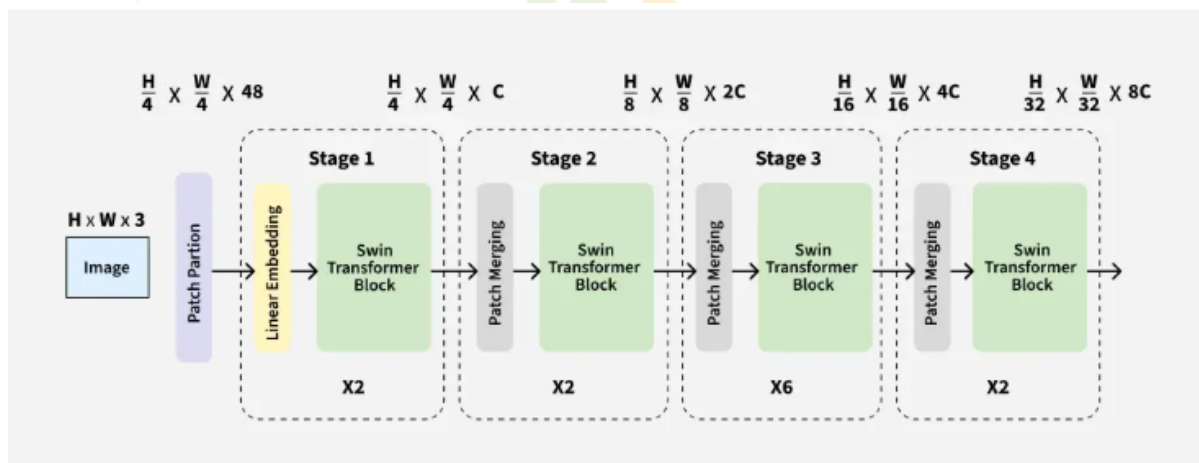 H/4 X W/4 X 48
H/4 X W/4 X C
H/8 X W/8 X 2C
H/16 X W/16 X 4C
H/32 X W/32 X 8C
Stage 1
Stage 2
Stage 3
Stage 4
H x W x 3
Image
Patch Partion
Linear Embedding
Swin
Transformer
Block
Patch Merging
Swin
Transformer
Block
Patch Merging
Swin
Transformer
Block
Patch Merging
Swin
Transformer
Block
X2
X2
X6
X2